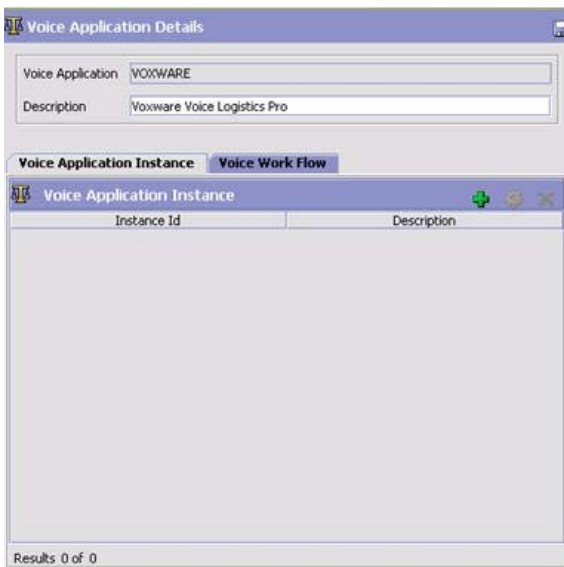 Voice Application Details
Voice Application VOXWARE
Description Voxware Voice Logistics Pro
Voice Application Instance Voice Work Flow
Voice Application Instance
Instance Id Description
Results 0 of 0